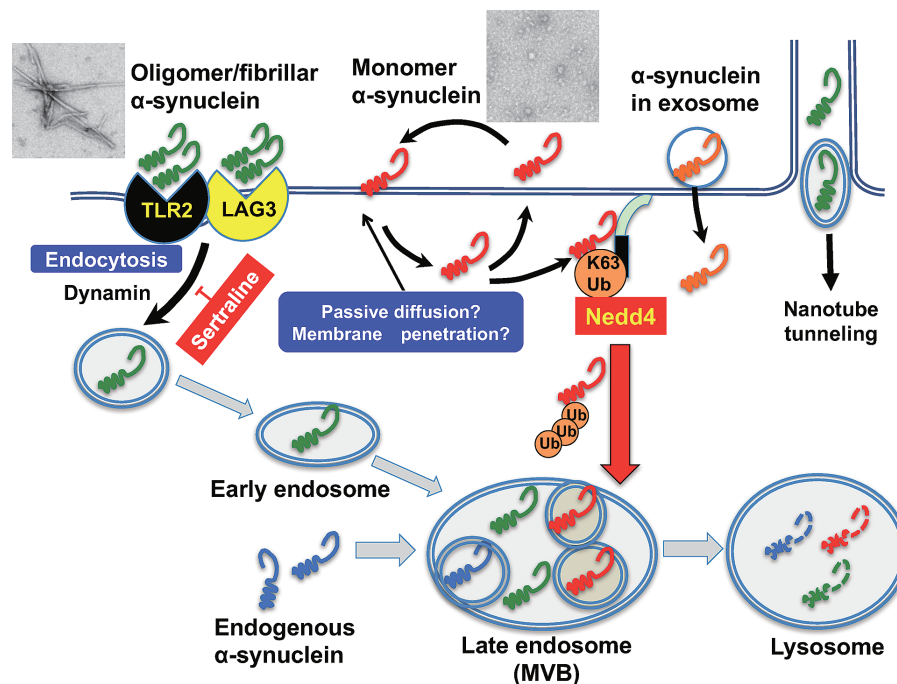 Oligomer/fibrillar
α-synuclein
Monomer
α-synuclein
α-synuclein
in exosome
TLR2
LAG3
Endocytosis
Dynamin
Sertraline
Passive diffusion?
Membrane penetration?
K63
Ub
Nedd4
Nanotube
tunneling
Ub
Ub
Ub
Early endosome
Endogenous
α-synuclein
Late endosome
(MVB)
Lysosome